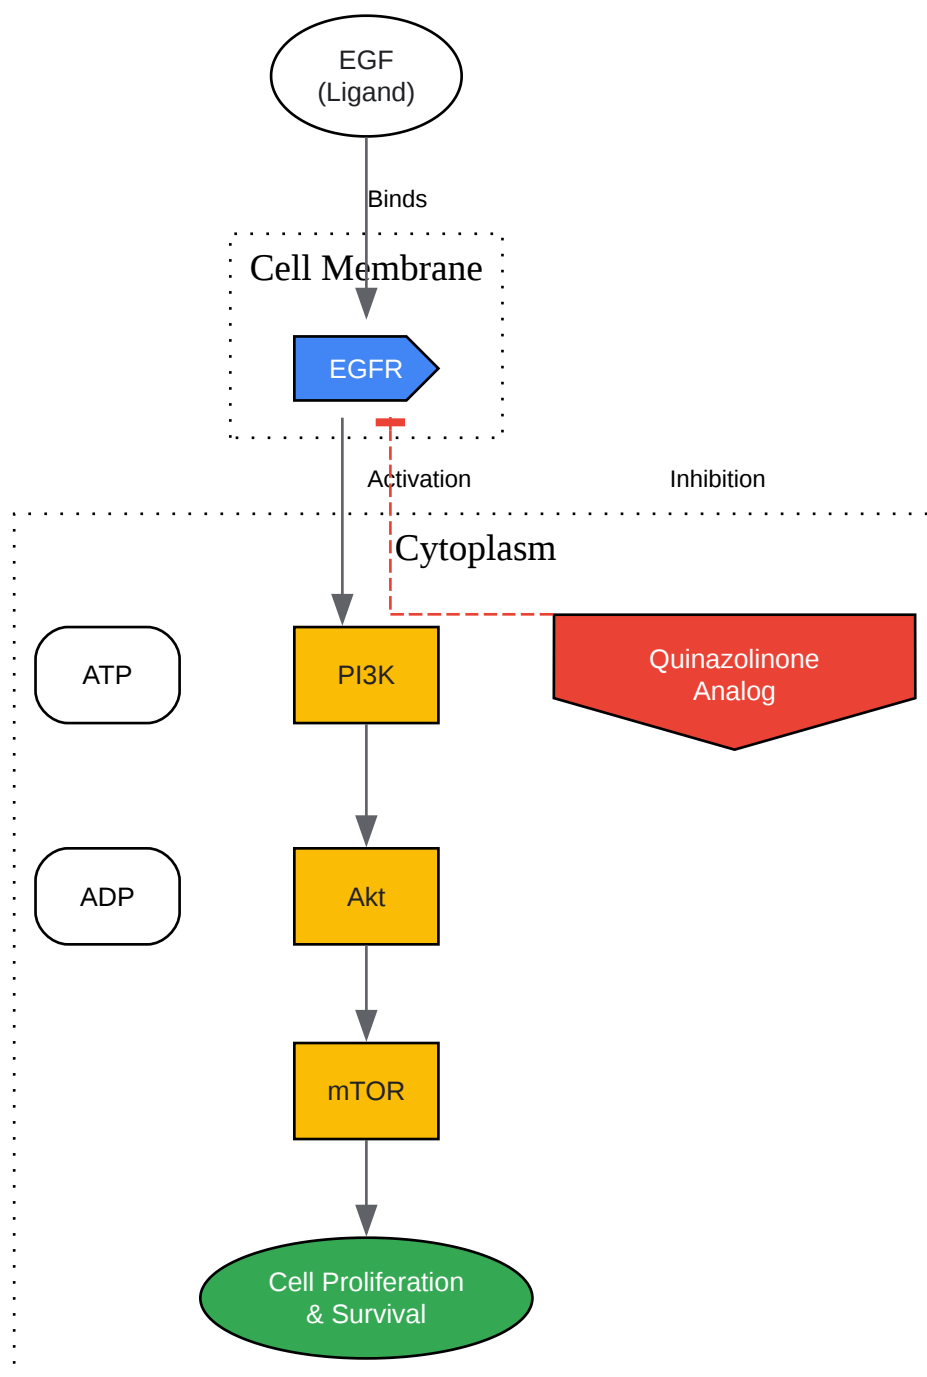 EGF
(Ligand)
Binds
Cell Membrane
EGFR
Activation
Inhibition
Cytoplasm
ATP
PI3K
Quinazolinone
Analog
ADP
Akt
mTOR
Cell Proliferation
& Survival